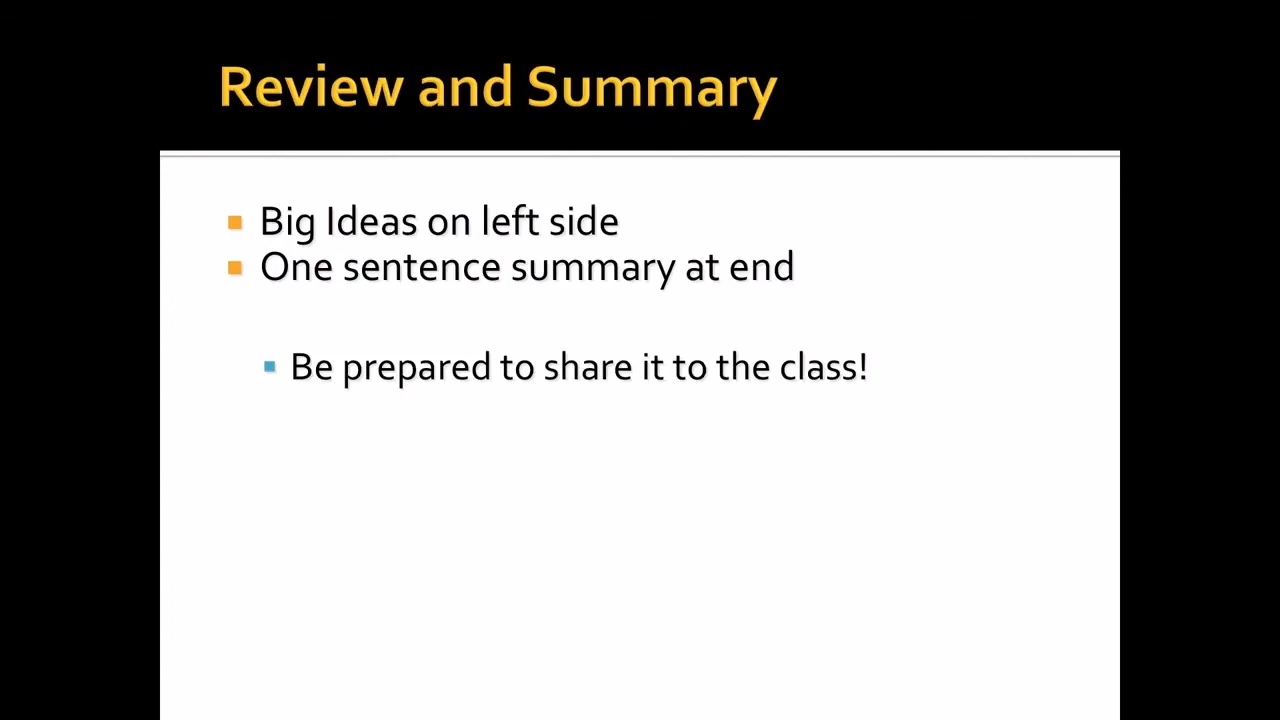 Review and Summary
Big Ideas on left side
One sentence summary at end
Be prepared to share it to the class!